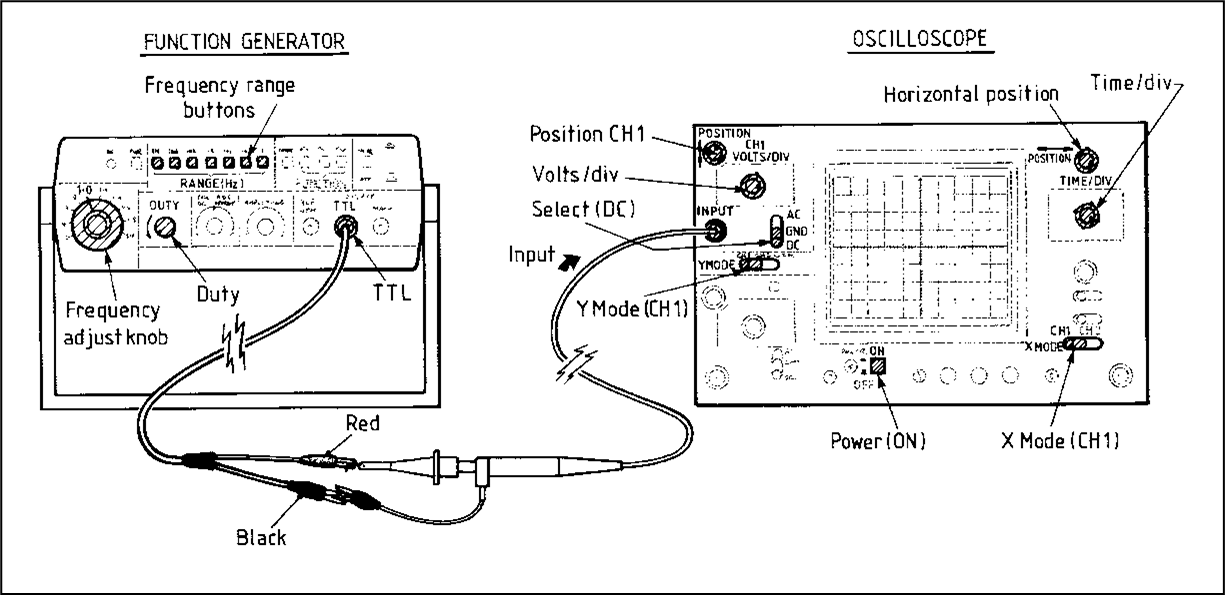 FUNCTION GENERATOR
OSCILLOSCOPE
Frequency range
buttons
Horizontal position
Time/div
Position CH1
Volts/div
Select (DC)
Input
POSITION
CH1
VOLTS/DIV
INPUT
AC
GND
DC
YMODE
Y Mode (CH1)
POSITION
TIME/DIV
RANGE(Hz)
1·0
DUTY
TTL
Duty
TTL
Frequency
adjust knob
CH1 CH2
X MODE
ON
OFF
Power (ON)
X Mode (CH1)
Red
Black